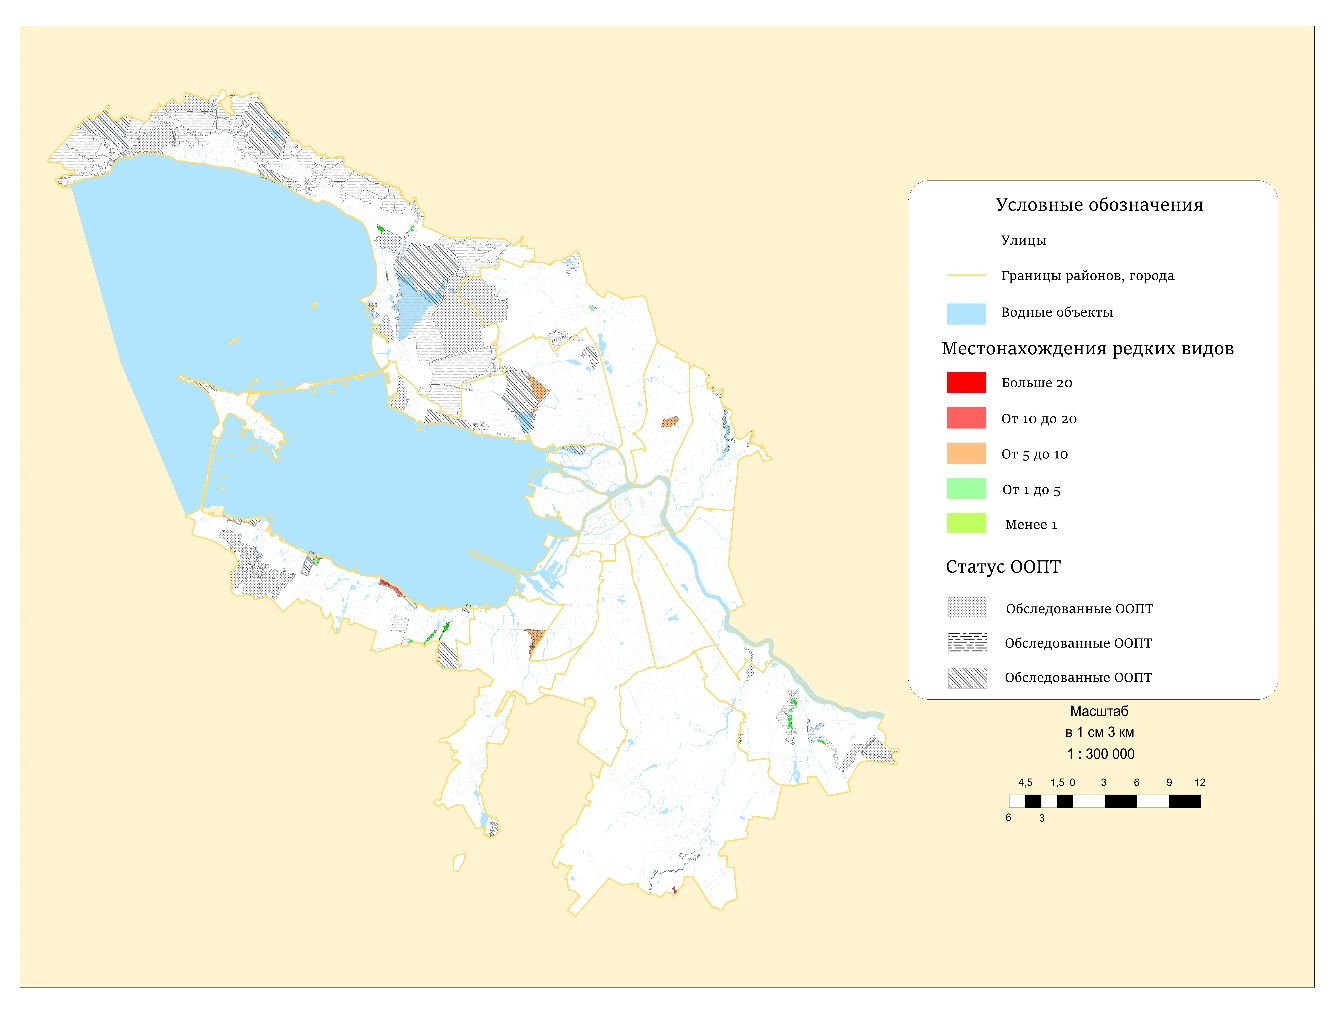 Условные обозначения
Улицы
Границы районов, города
Водные объекты
Местонахождения редких видов
Больше 20
От 10 до 20
От 5 до 10
От 1 до 5
Менее 1
Статус ООПТ
Обследованные ООПТ
Обследованные ООПТ
Обследованные ООПТ
Масштаб
в 1 см 3 км
1 : 300 000
4,5 1,5 0 3 6 9 12
6 3